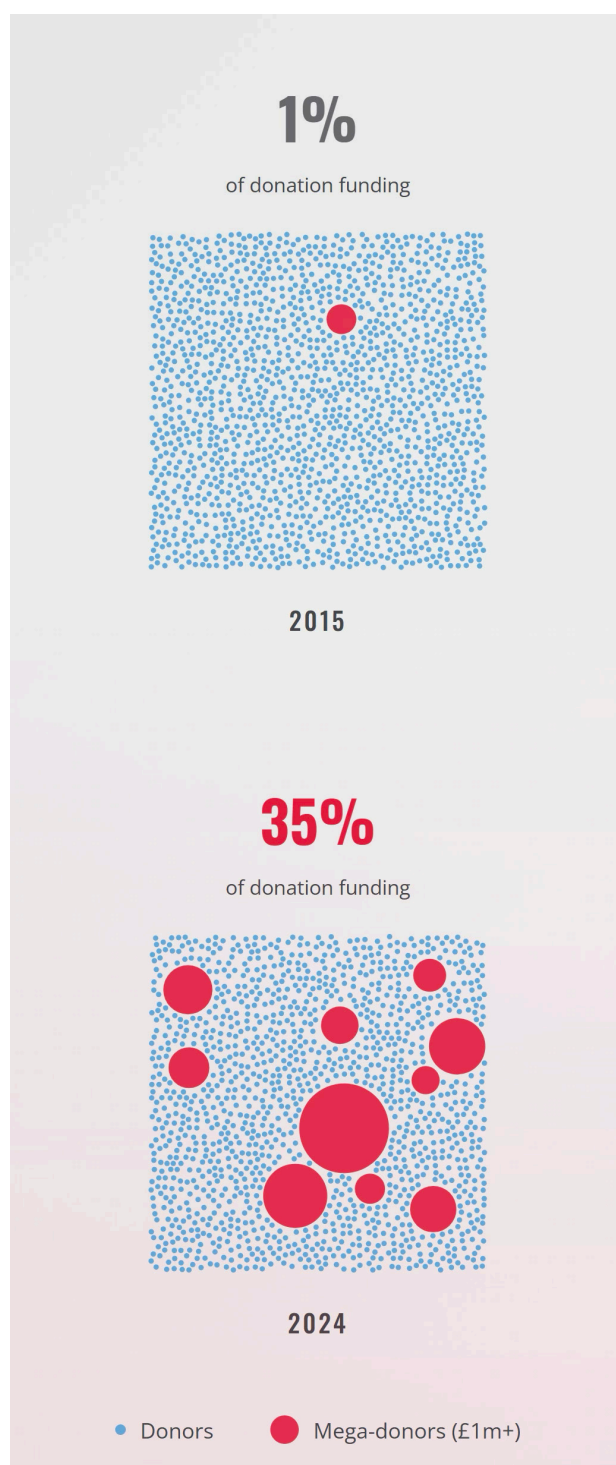 1%
of donation funding
2015
35%
of donation funding
2024
Donors
Mega-donors (£1m+)